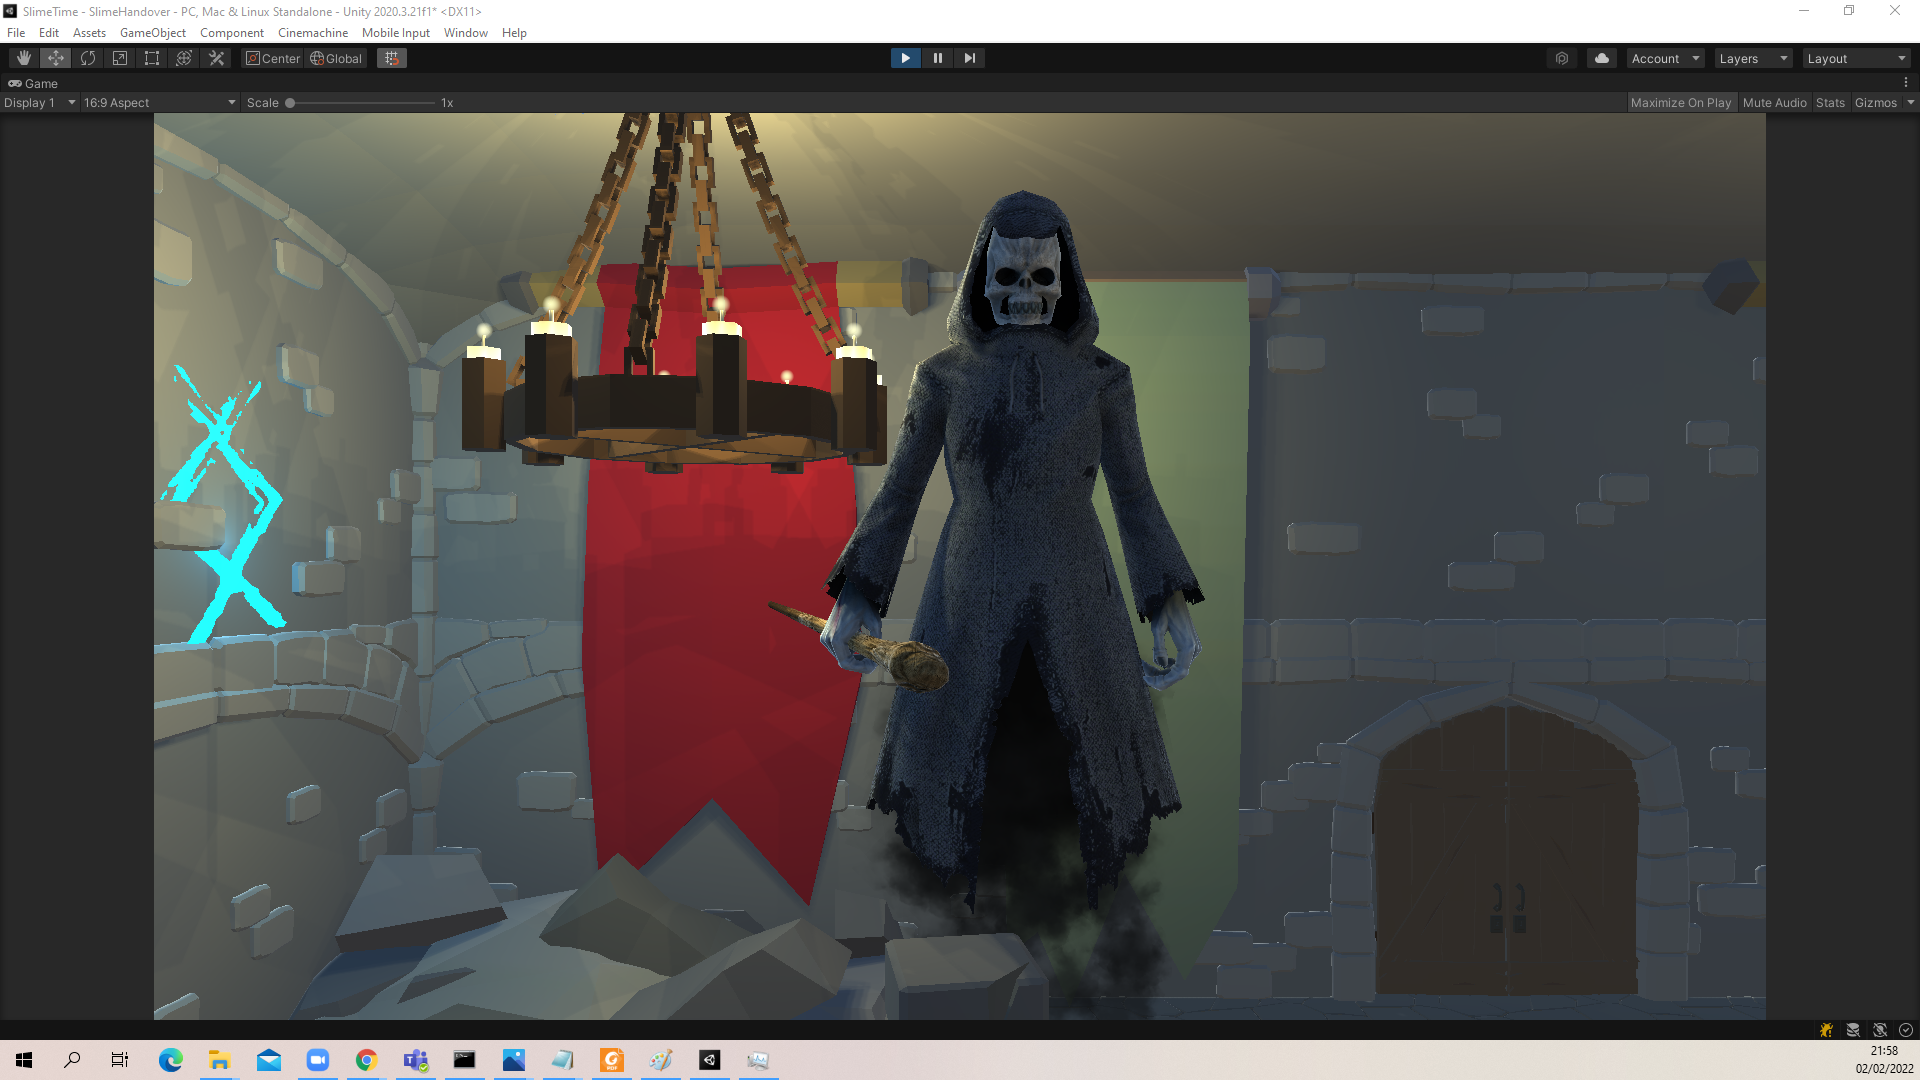 SlimeTime - SlimeHandover - PC, Mac & Linux Standalone - Unity 2020.3.21f1* <DX11>
File Edit Assets GameObject Component Cinemachine Mobile Input Window Help
Center Global Account Layers Layout
Game
Display 1 16:9 Aspect Scale 1x Maximize On Play Mute Audio Stats Gizmos
21:58
02/02/2022